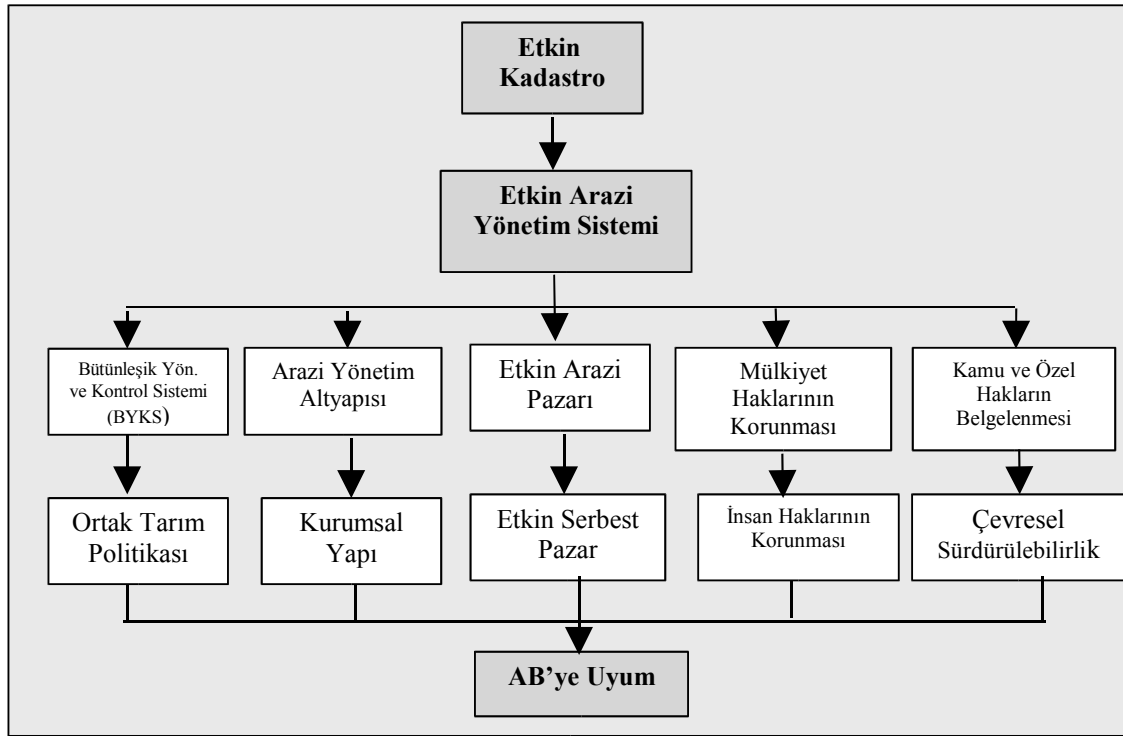 Etkin
Kadastro
Etkin Arazi
Yönetim Sistemi
Bütünleşik Yön.
ve Kontrol Sistemi
(BYKS)
Arazi Yönetim
Altyapısı
Etkin Arazi
Pazarı
Mülkiyet
Haklarının
Korunması
Kamu ve Özel
Hakların
Belgelenmesi
Ortak Tarım
Politikası
Kurumsal
Yapı
Etkin Serbest
Pazar
İnsan Haklarının
Korunması
Çevresel
Sürdürülebilirlik
AB’ye Uyum